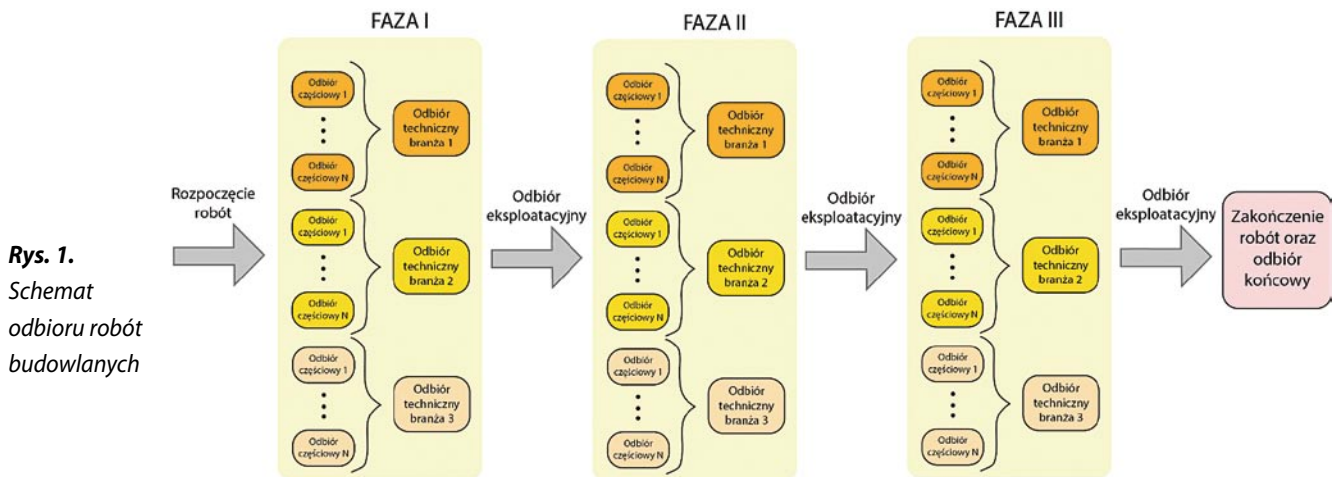 Rys. 1.
Schemat
odbioru robót
budowlanych
Rozpoczęcie
robót
FAZA I
Odbiór
częściowy 1
Odbiór
częściowy N
Odbiór
techniczny
branża 1
Odbiór
częściowy 1
Odbiór
częściowy N
Odbiór
techniczny
branża 2
Odbiór
częściowy 1
Odbiór
częściowy N
Odbiór
techniczny
branża 3
Odbiór
eksploatacyjny
FAZA II
Odbiór
częściowy 1
Odbiór
częściowy N
Odbiór
techniczny
branża 1
Odbiór
częściowy 1
Odbiór
częściowy N
Odbiór
techniczny
branża 2
Odbiór
częściowy 1
Odbiór
częściowy N
Odbiór
techniczny
branża 3
Odbiór
eksploatacyjny
FAZA III
Odbiór
częściowy 1
Odbiór
częściowy N
Odbiór
techniczny
branża 1
Odbiór
częściowy 1
Odbiór
częściowy N
Odbiór
techniczny
branża 2
Odbiór
częściowy 1
Odbiór
częściowy N
Odbiór
techniczny
branża 3
Odbiór
eksploatacyjny
Zakończenie
robót oraz
odbiór
końcowy